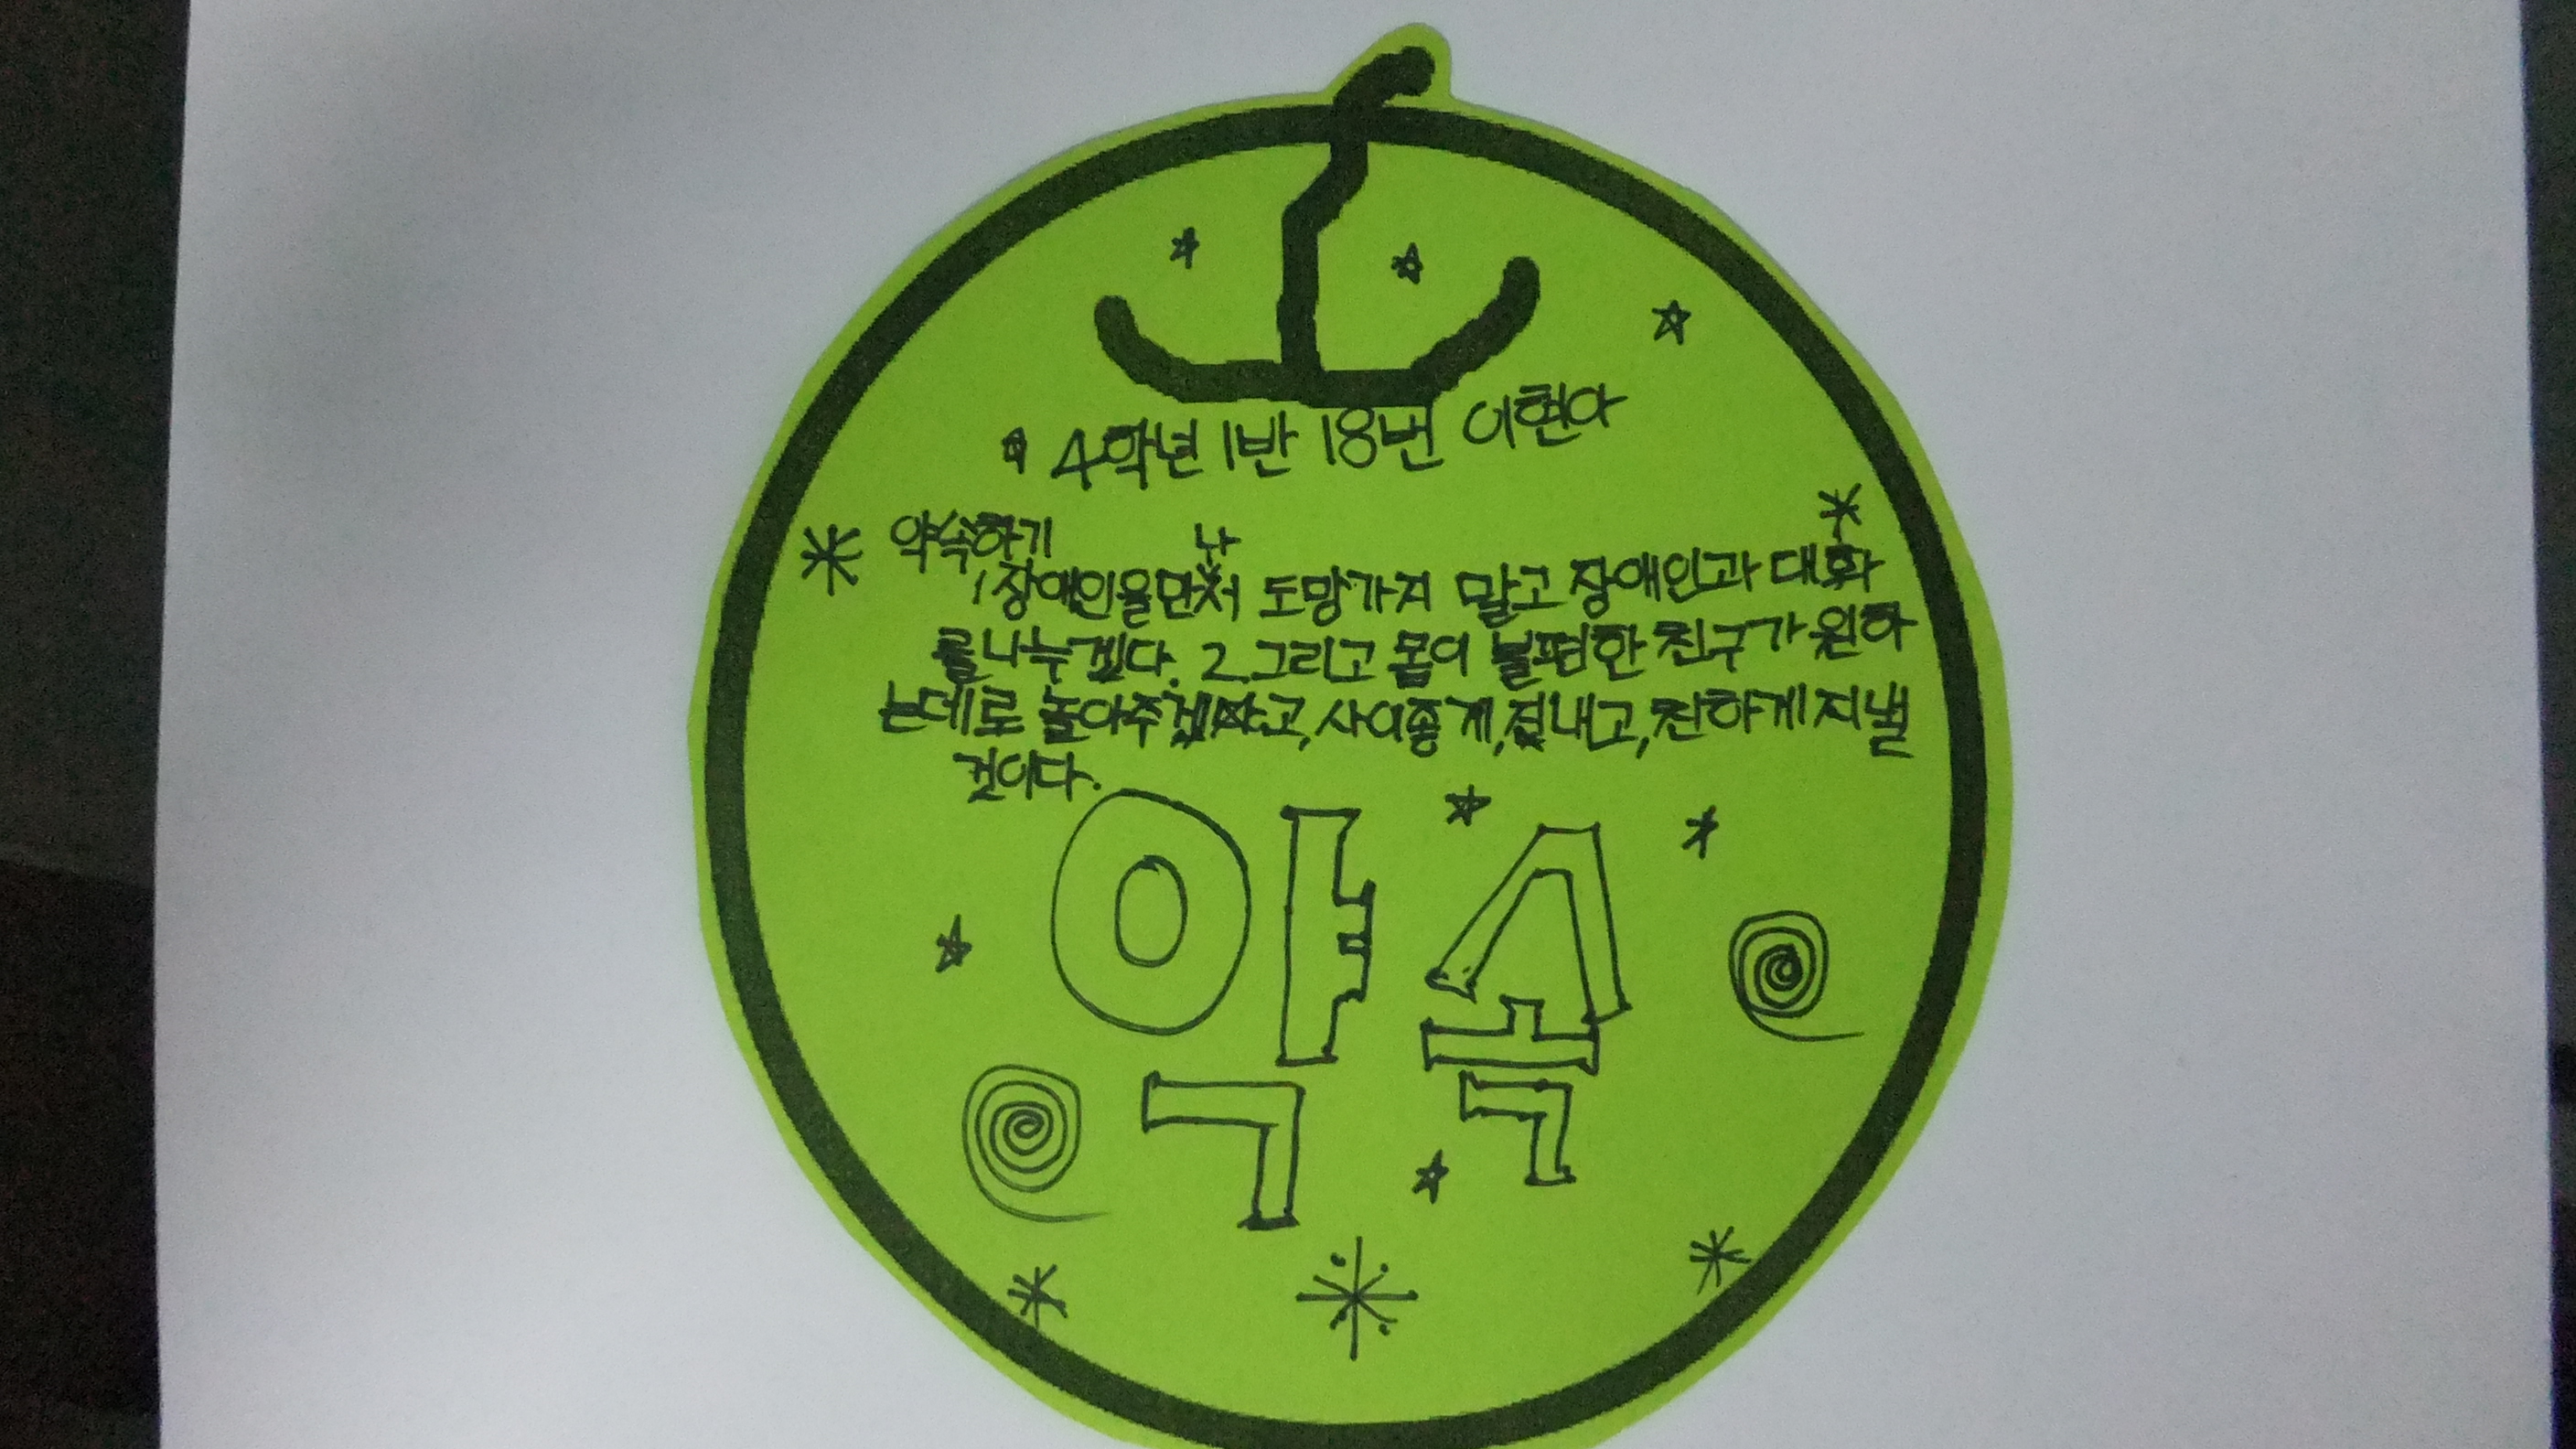 4학년 1반 18번 이현아
약속하기
1 장애인을 만나서 도망가지 말고 장애인과 대화
를 나누겠다. 2. 그리고 몸이 불편한 친구가 원하
는데로 놀아주고, 사이좋게, 지내고, 친하게 지낼
것이다.
약속